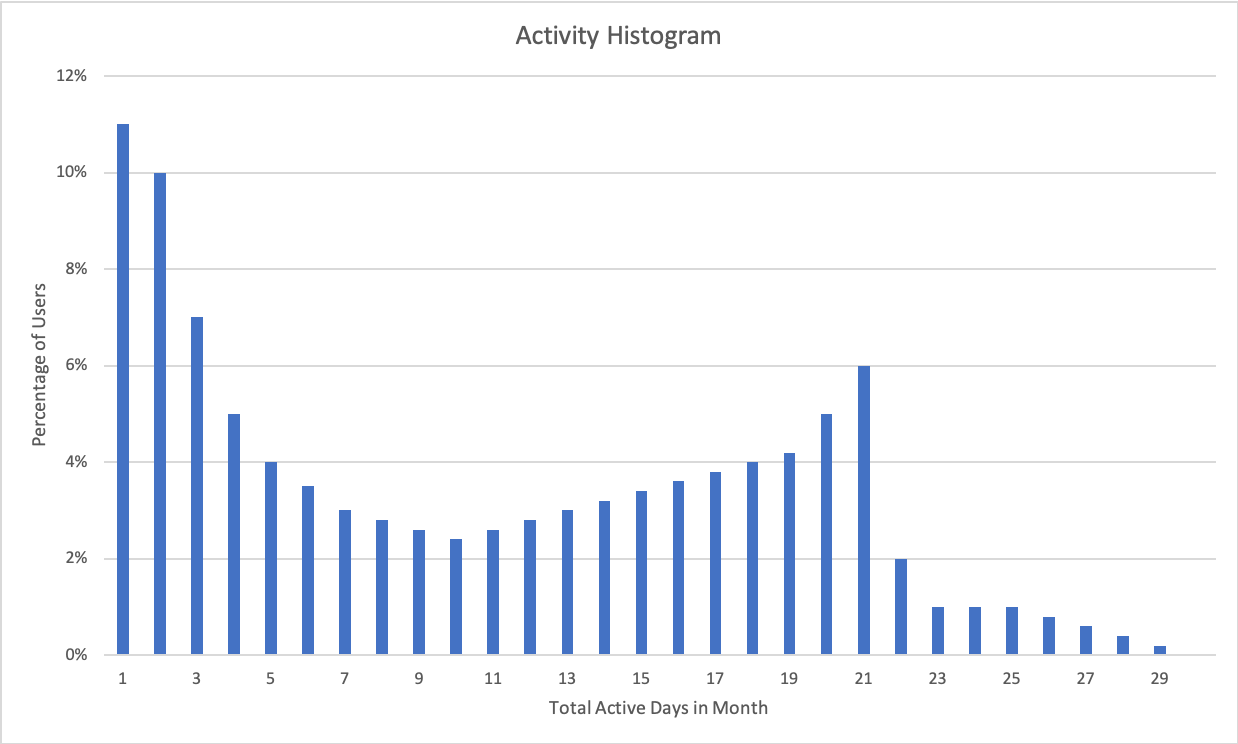 Activity Histogram
12%
10%
8%
6%
4%
2%
0%
Percentage of Users
1 3 5 7 9 11 13 15 17 19 21 23 25 27 29
Total Active Days in Month